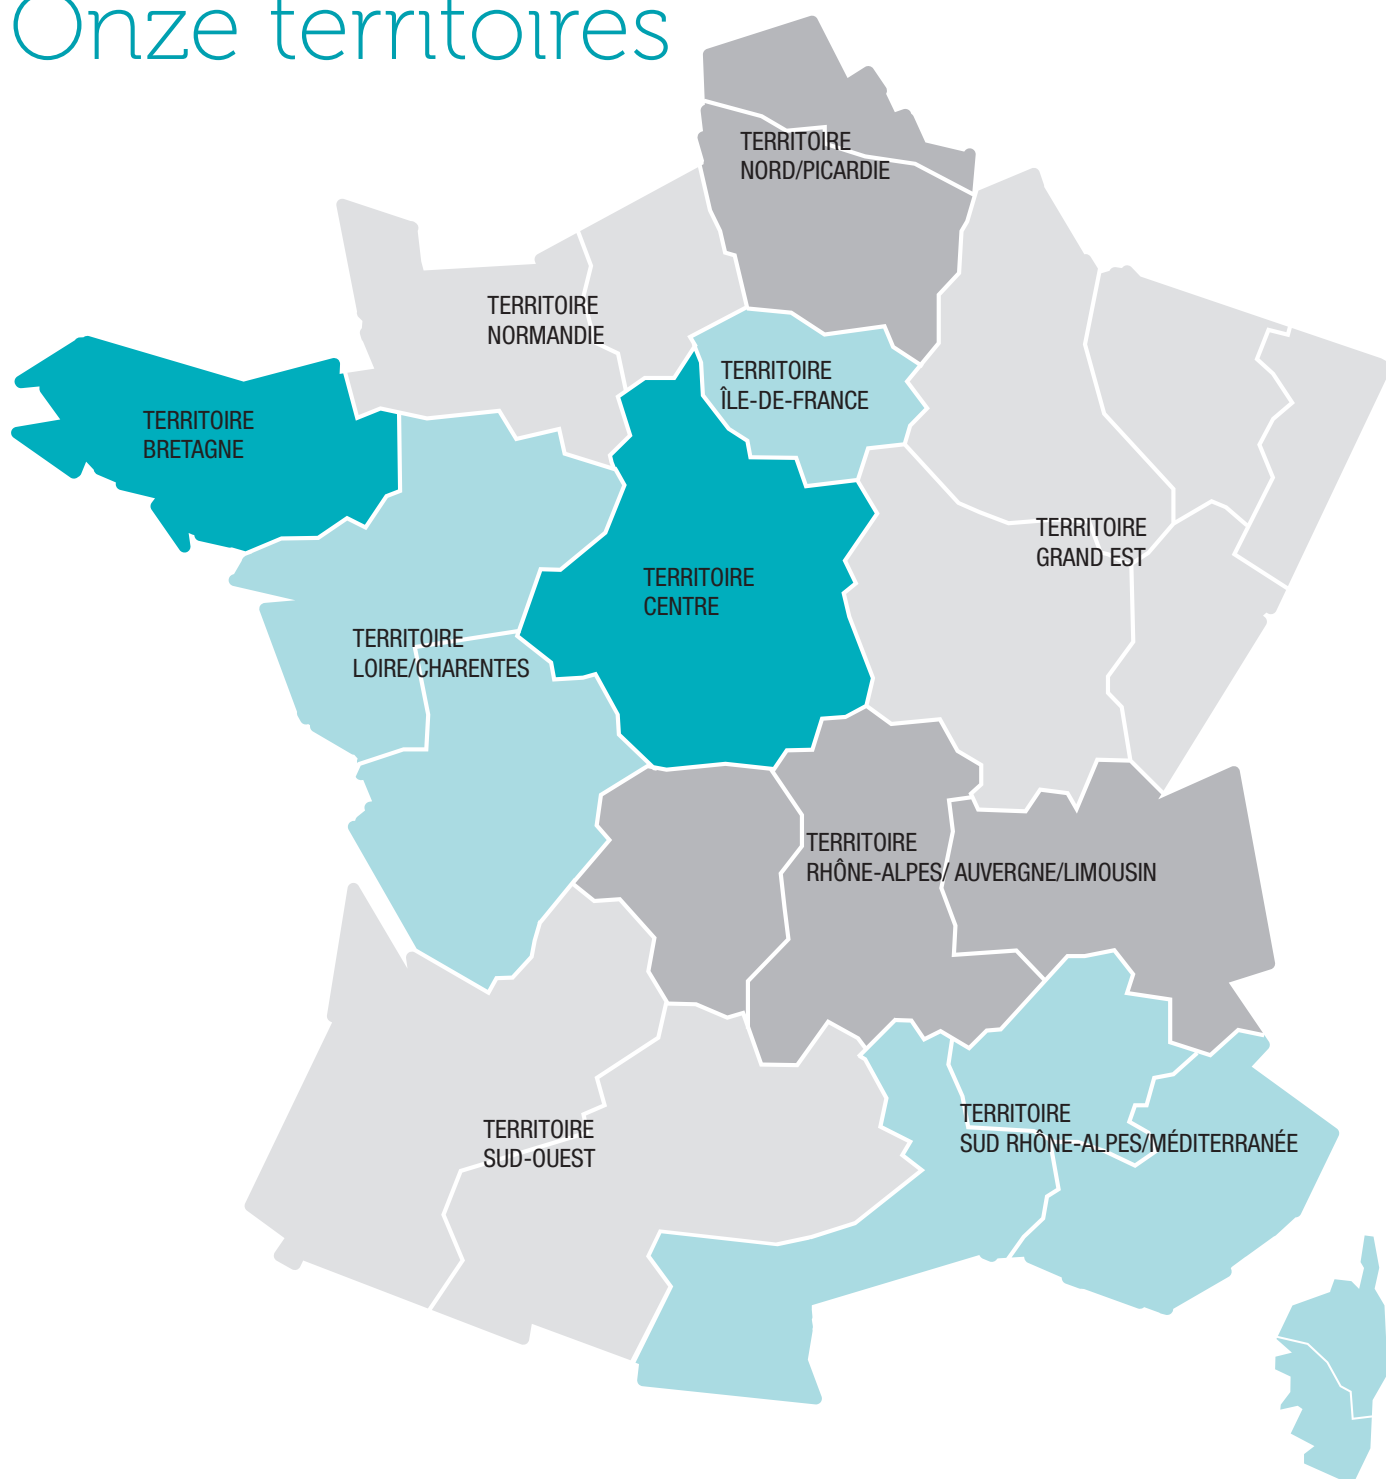 Onze territoires
TERRITOIRE
NORD/PICARDIE
TERRITOIRE
NORMANDIE
TERRITOIRE
ÎLE-DE-FRANCE
TERRITOIRE
BRETAGNE
TERRITOIRE
GRAND EST
TERRITOIRE
CENTRE
TERRITOIRE
LOIRE/CHARENTES
TERRITOIRE
RHÔNE-ALPES/ AUVERGNE/LIMOUSIN
TERRITOIRE
SUD RHÔNE-ALPES/MÉDITERRANÉE
TERRITOIRE
SUD-OUEST